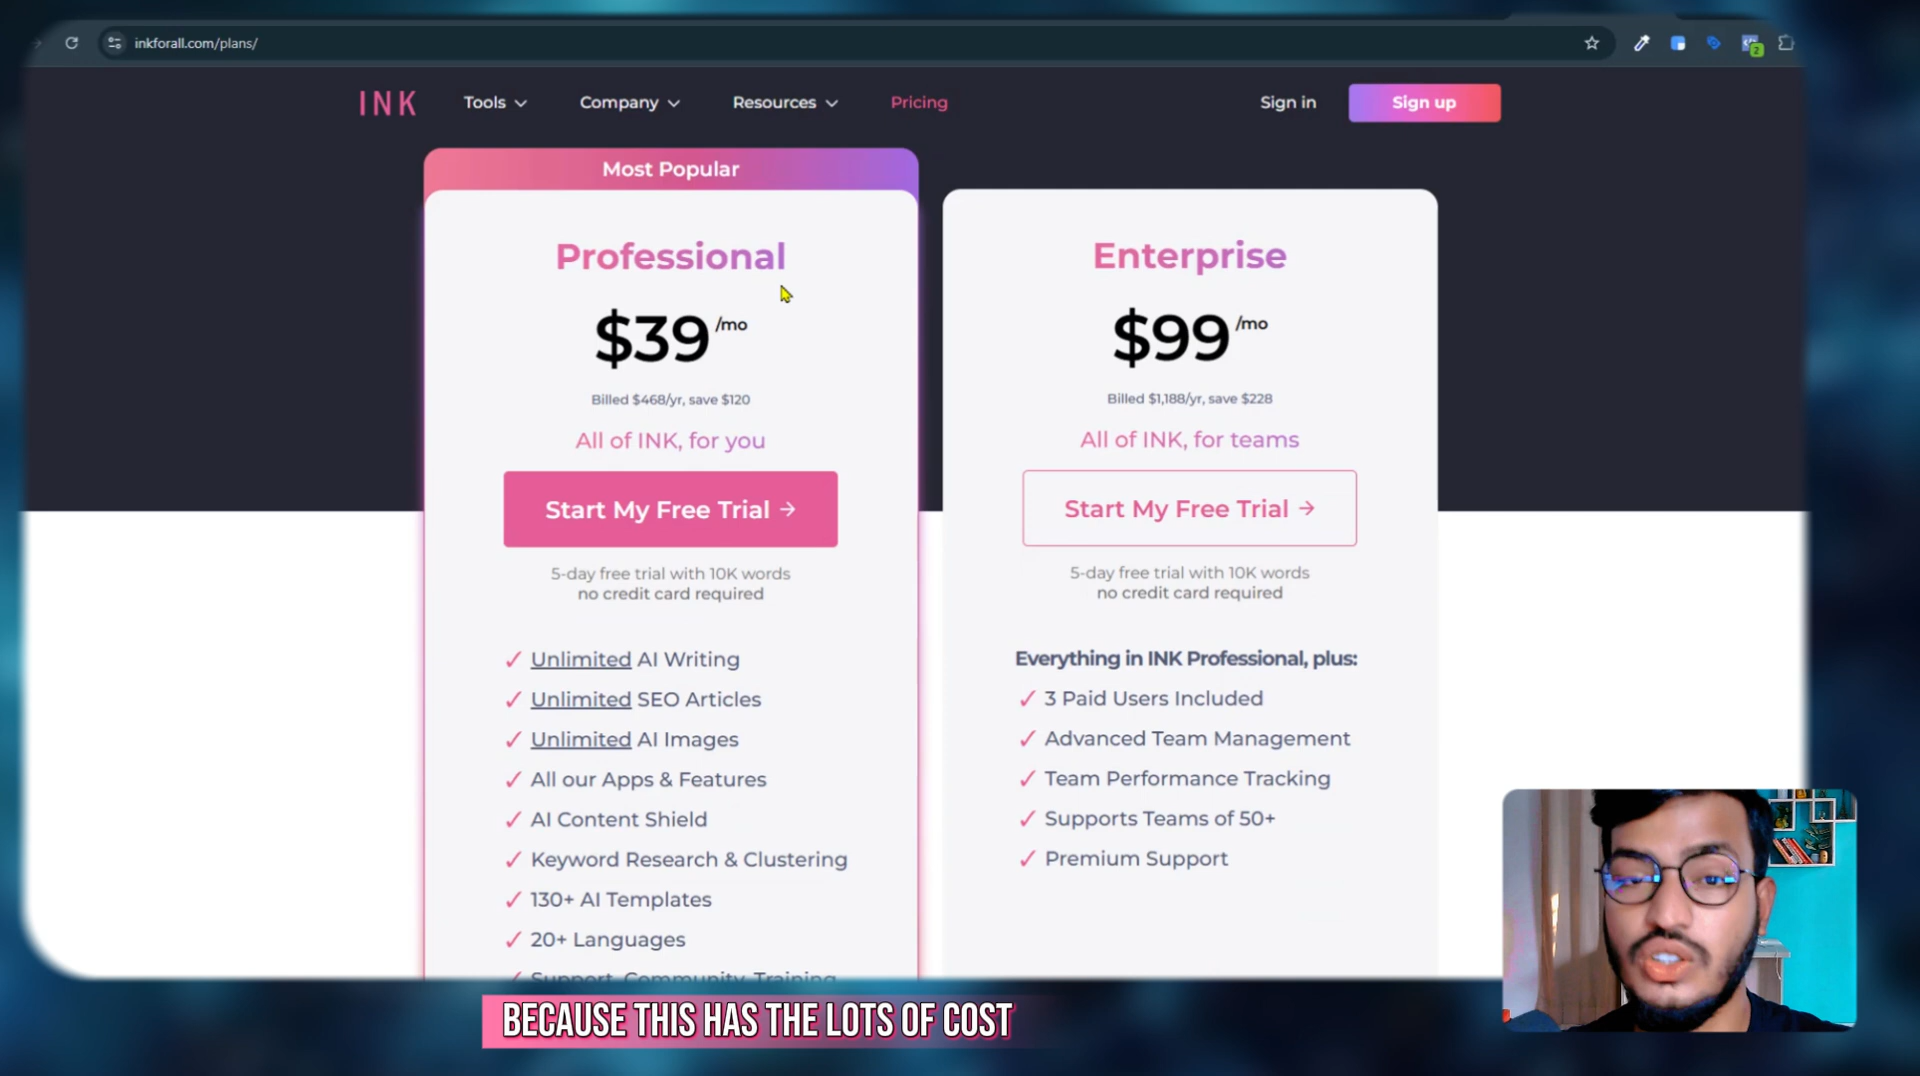 inkforall.com/plans/
2
INK
Tools
Company
Resources
Pricing
Sign in
Sign up
Most Popular
Professional
$39 /mo
Billed $468/yr, save $120
All of INK, for you
Start My Free Trial →
5-day free trial with 10K words
no credit card required
✓ Unlimited AI Writing
✓ Unlimited SEO Articles
✓ Unlimited AI Images
✓ All our Apps & Features
✓ AI Content Shield
✓ Keyword Research & Clustering
✓ 130+ AI Templates
✓ 20+ Languages
✓ Support, Community, Training
Enterprise
$99 /mo
Billed $1,188/yr, save $228
All of INK, for teams
Start My Free Trial →
5-day free trial with 10K words
no credit card required
Everything in INK Professional, plus:
✓ 3 Paid Users Included
✓ Advanced Team Management
✓ Team Performance Tracking
✓ Supports Teams of 50+
✓ Premium Support
BECAUSE THIS HAS THE LOTS OF COST